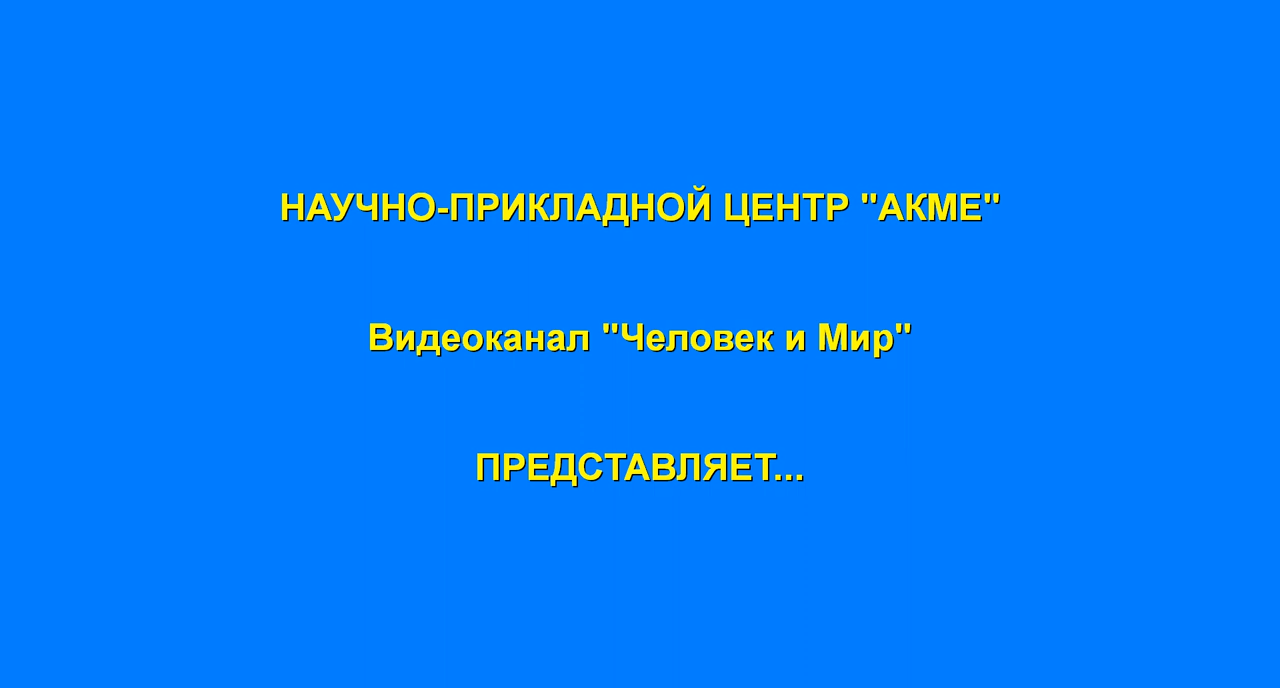 НАУЧНО-ПРИКЛАДНОЙ ЦЕНТР "АКМЕ"
Видеоканал "Человек и Мир"
ПРЕДСТАВЛЯЕТ...